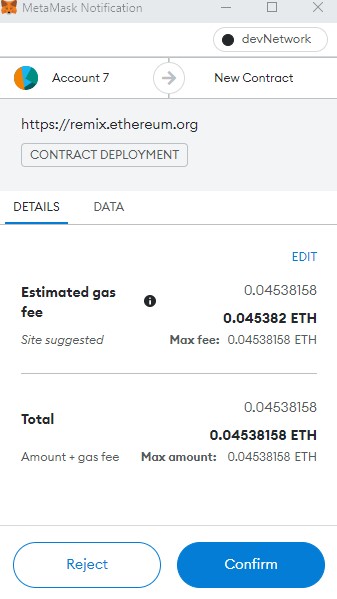 MetaMask Notification
devNetwork
Account 7
New Contract
https://remix.ethereum.org
CONTRACT DEPLOYMENT
DETAILS
DATA
EDIT
Estimated gas fee
0.04538158
0.045382 ETH
Site suggested
Max fee: 0.04538158 ETH
Total
0.04538158
0.04538158 ETH
Amount + gas fee
Max amount: 0.04538158 ETH
Reject
Confirm